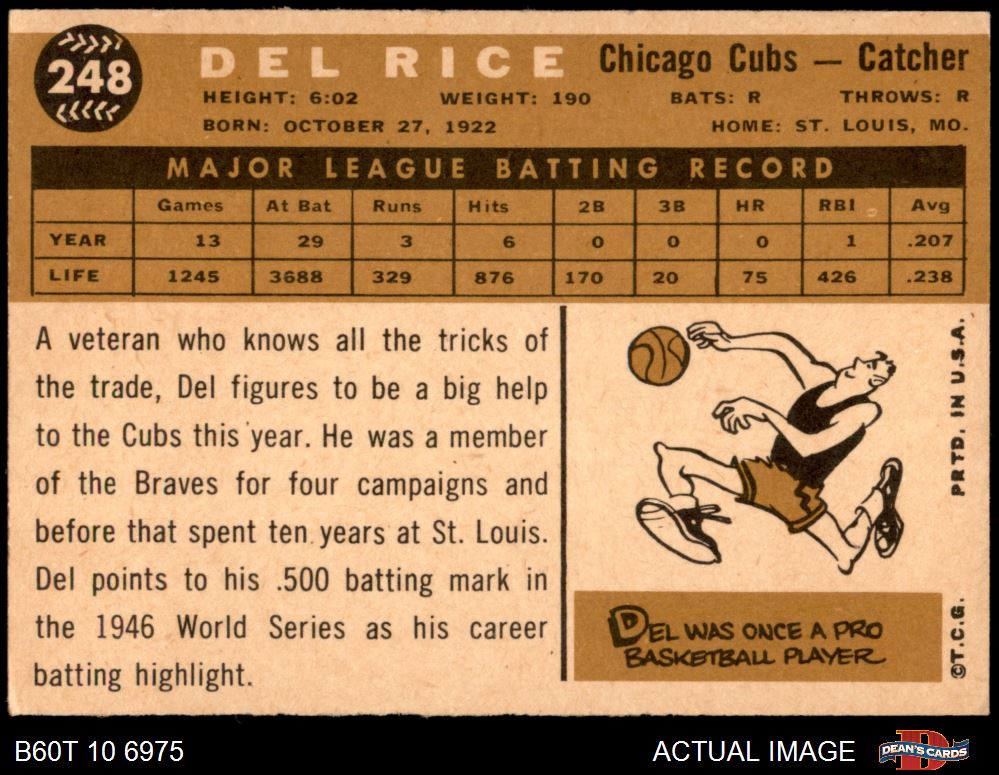 248
DEL RICE Chicago Cubs — Catcher
HEIGHT: 6:02 WEIGHT: 190 BATS: R THROWS: R
BORN: OCTOBER 27, 1922 HOME: ST. LOUIS, MO.
MAJOR LEAGUE BATTING RECORD
Games At Bat Runs Hits 2B 3B HR RBI Avg
YEAR 13 29 3 6 0 0 0 1 .207
LIFE 1245 3688 329 876 170 20 75 426 .238
A veteran who knows all the tricks of
the trade, Del figures to be a big help
to the Cubs this year. He was a member
of the Braves for four campaigns and
before that spent ten years at St. Louis.
Del points to his .500 batting mark in
the 1946 World Series as his career
batting highlight.
DEL WAS ONCE A PRO
BASKETBALL PLAYER
©T.C.G. PRTD. IN U.S.A.
B60T 10 6975 ACTUAL IMAGE DEAN'S CARDS